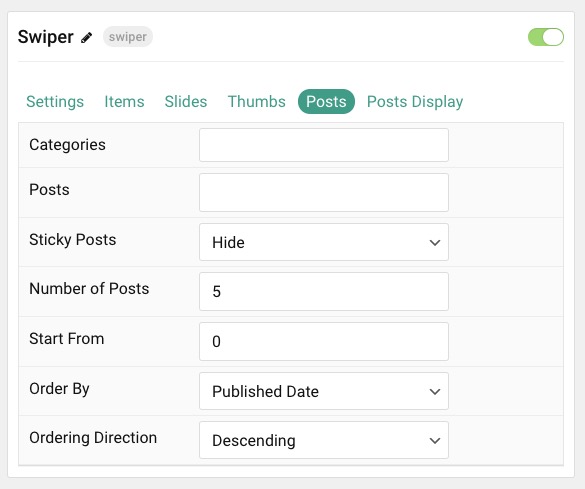 Swiper swiper
Settings Items Slides Thumbs Posts Posts Display
Categories
Posts
Sticky Posts Hide
Number of Posts 5
Start From 0
Order By Published Date
Ordering Direction Descending